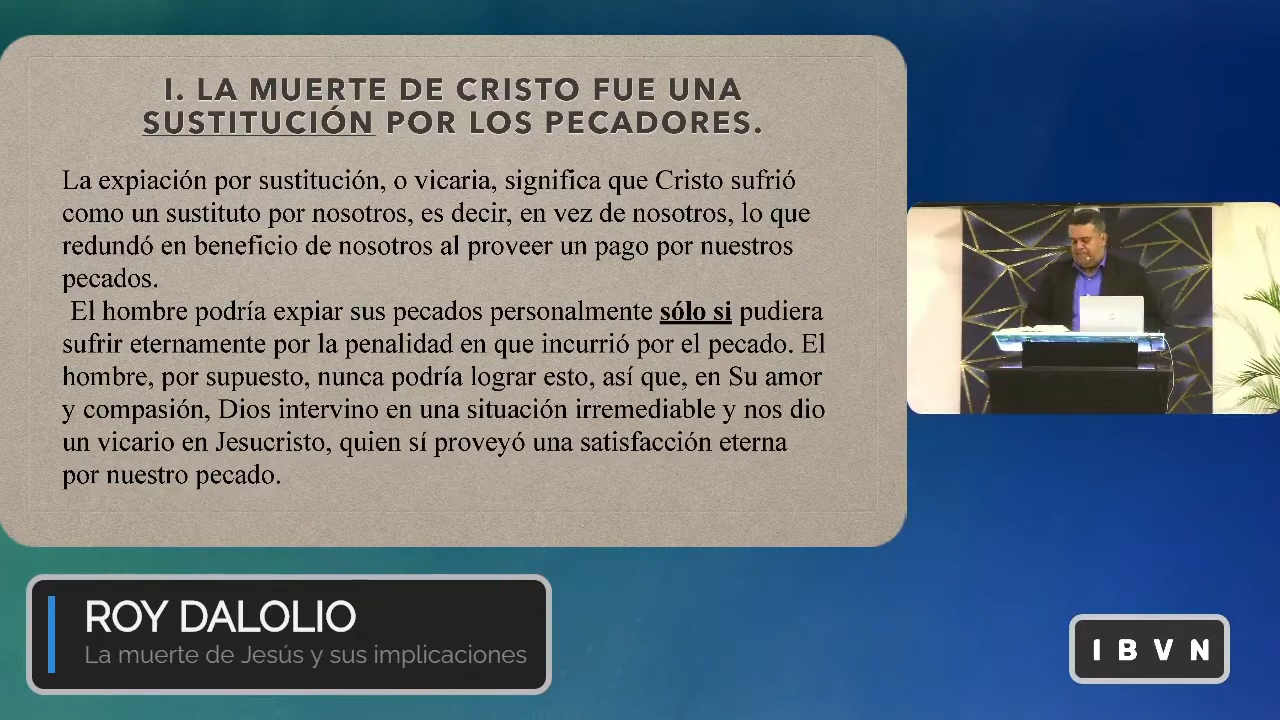 I. LA MUERTE DE CRISTO FUE UNA
SUSTITUCIÓN POR LOS PECADORES.
La expiación por sustitución, o vicaria, significa que Cristo sufrió
como un sustituto por nosotros, es decir, en vez de nosotros, lo que
redundó en beneficio de nosotros al proveer un pago por nuestros
pecados.
El hombre podría expiar sus pecados personalmente sólo si pudiera
sufrir eternamente por la penalidad en que incurrió por el pecado. El
hombre, por supuesto, nunca podría lograr esto, así que, en Su amor
y compasión, Dios intervino en una situación irremediable y nos dio
un vicario en Jesucristo, quien sí proveyó una satisfacción eterna
por nuestro pecado.
ROY DALOLIO
La muerte de Jesús y sus implicaciones
IBVN